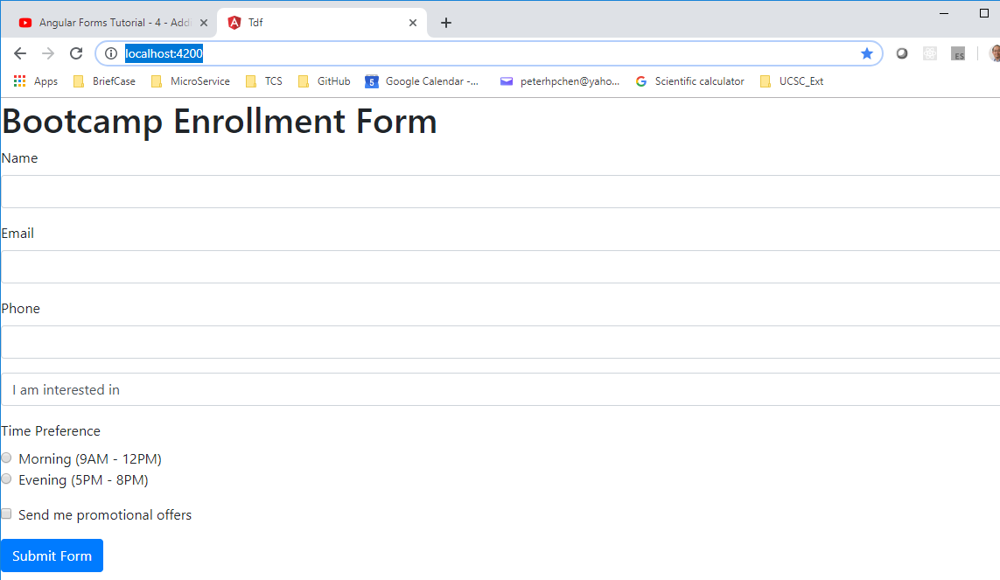 Angular Forms Tutorial - 4 - Addi
Tdf
localhost:4200
ES
Apps BriefCase MicroService TCS GitHub 5 Google Calendar -... peterhpchen@yaho... Scientific calculator UCSC_Ext
Bootcamp Enrollment Form
Name
Email
Phone
I am interested in
Time Preference
Morning (9AM - 12PM)
Evening (5PM - 8PM)
Send me promotional offers
Submit Form